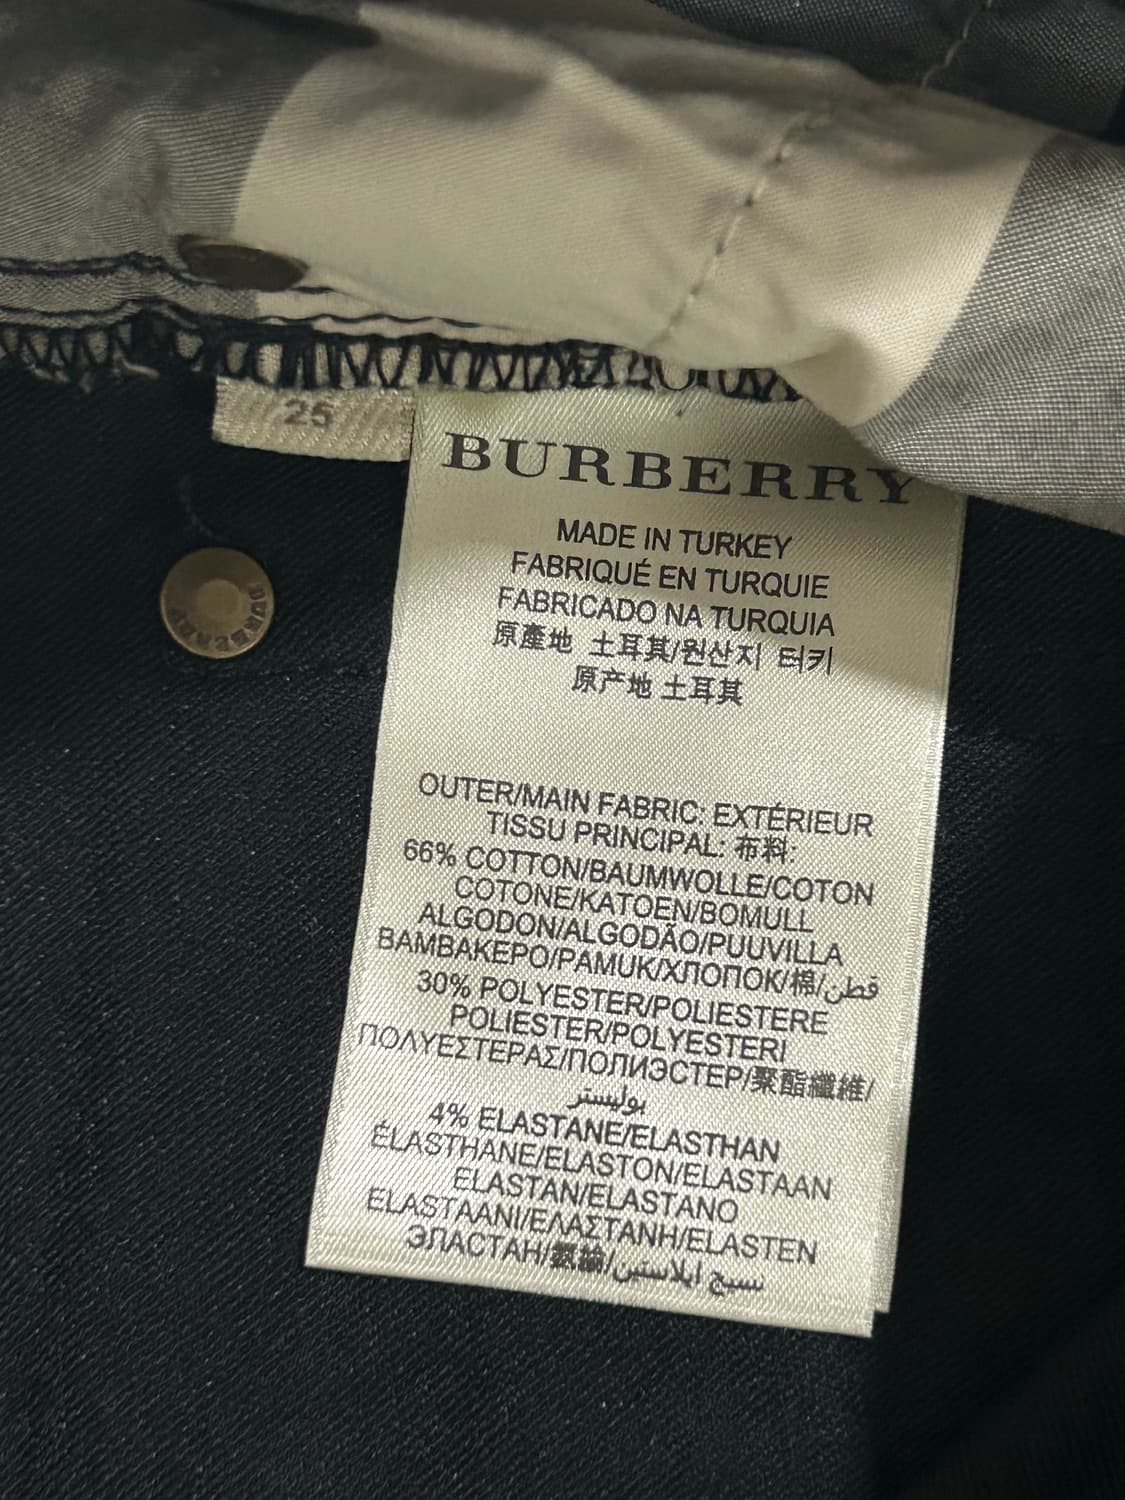 25
BURBERRY
MADE IN TURKEY
FABRIQUÉ EN TURQUIE
FABRICADO NA TURQUIA
原產地 土耳其/원산지 터키
原产地 土耳其
OUTER/MAIN FABRIC: EXTÉRIEUR
TISSU PRINCIPAL: 布料:
66% COTTON/BAUMWOLLE/COTON
COTONE/KATOEN/BOMULL
ALGODON/ALGODÃO/PUUVILLA
ΒΑΜΒΑΚΕΡΟ/PAMUK/ХЛОПОК/棉/قطن
30% POLYESTER/POLIESTERE
POLIESTER/POLYESTERI
ΠΟΛΥΕΣΤΕΡΑΣ/ПОЛИЭСТЕР/聚酯纖維/
بوليستر
4% ELASTANE/ELASTHAN
ÉLASTHANE/ELASTON/ELASTAAN
ELASTAN/ELASTANO
ELASTAANI/ΕΛΑΣΤΑΝΗ/ELASTEN
ЭЛАСТАН/氨綸/نسيج ايلاستين
BURBERRY